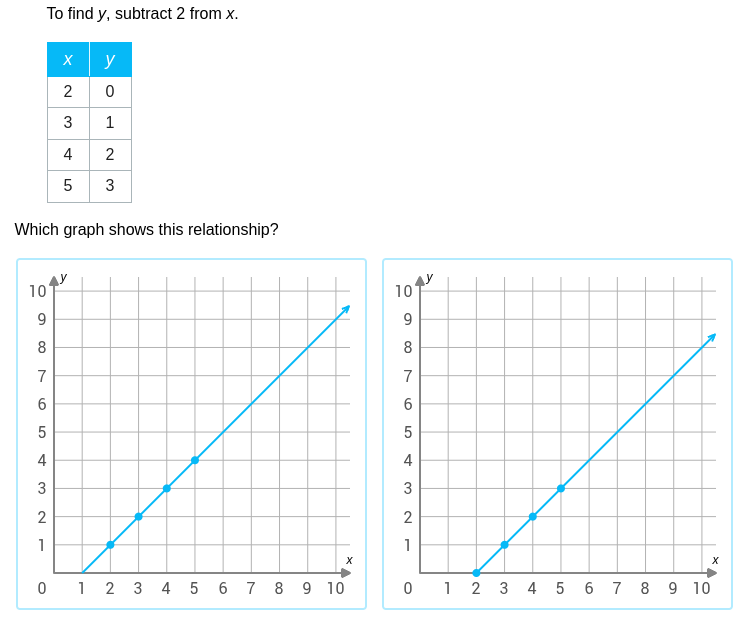 To find y, subtract 2 from x.
x y
2 0
3 1
4 2
5 3
Which graph shows this relationship?
y
10
9
8
7
6
5
4
3
2
1
x
0 1 2 3 4 5 6 7 8 9 10
y
10
9
8
7
6
5
4
3
2
1
x
0 1 2 3 4 5 6 7 8 9 10